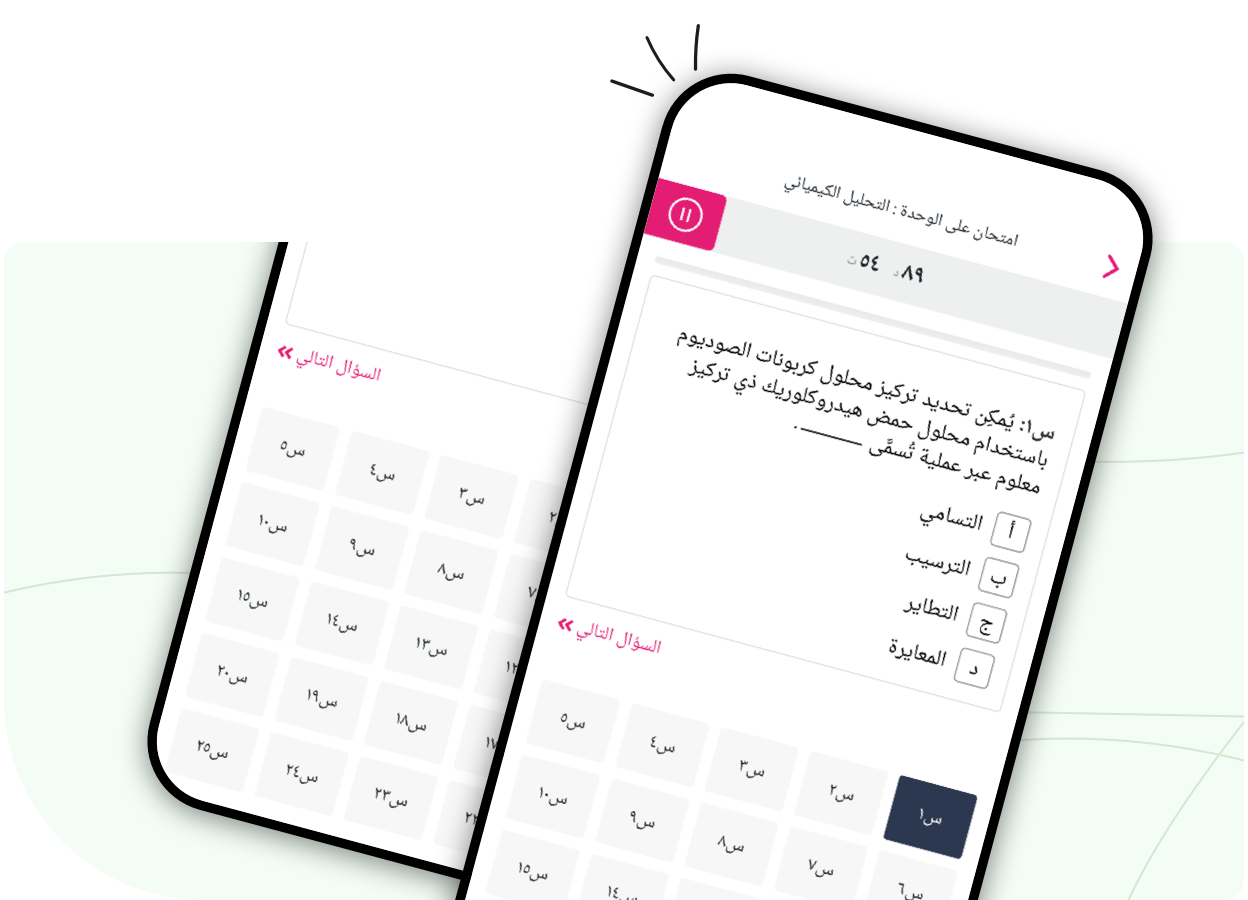 امتحان على الوحدة : التحليل الكيميائي
٨٩د ٥٤ث
س١: يُمكِن تحديد تركيز محلول كربونات الصوديوم
باستخدام محلول حمض هيدروكلوريك ذي تركيز
معلوم عبر عملية تُسمَّى ______ .
أ التسامي
ب الترسيب
ج التطاير
د المعايرة
السؤال التالي »
س١ س٢ س٣ س٤ س٥
س٦ س٧ س٨ س٩ س١٠
س١٤ س١٥
السؤال التالي »
س٣ س٤ س٥
س٨ س٩ س١٠
س١٣ س١٤ س١٥
١٧ س١٨ س١٩ س٢٠
س٢٣ س٢٤ س٢٥